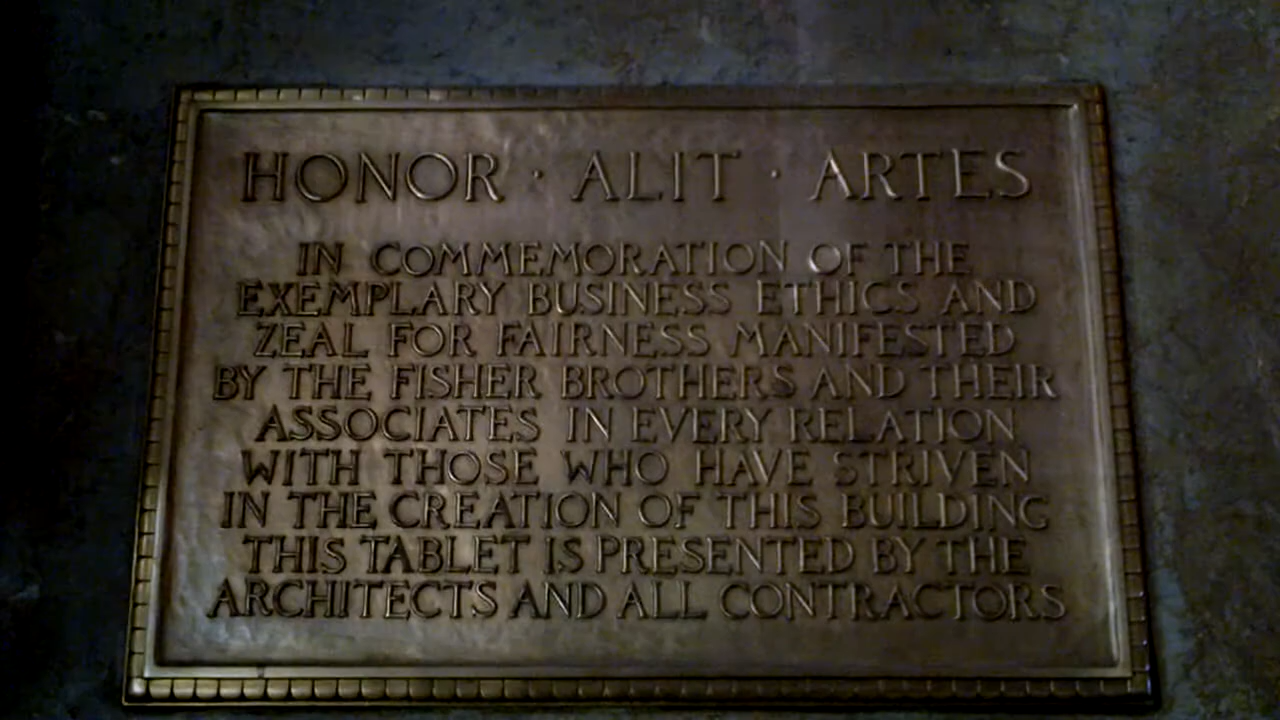 HONOR · ALIT · ARTES
IN COMMEMORATION OF THE
EXEMPLARY BUSINESS ETHICS AND
ZEAL FOR FAIRNESS MANIFESTED
BY THE FISHER BROTHERS AND THEIR
ASSOCIATES IN EVERY RELATION
WITH THOSE WHO HAVE STRIVEN
IN THE CREATION OF THIS BUILDING
THIS TABLET IS PRESENTED BY THE
ARCHITECTS AND ALL CONTRACTORS